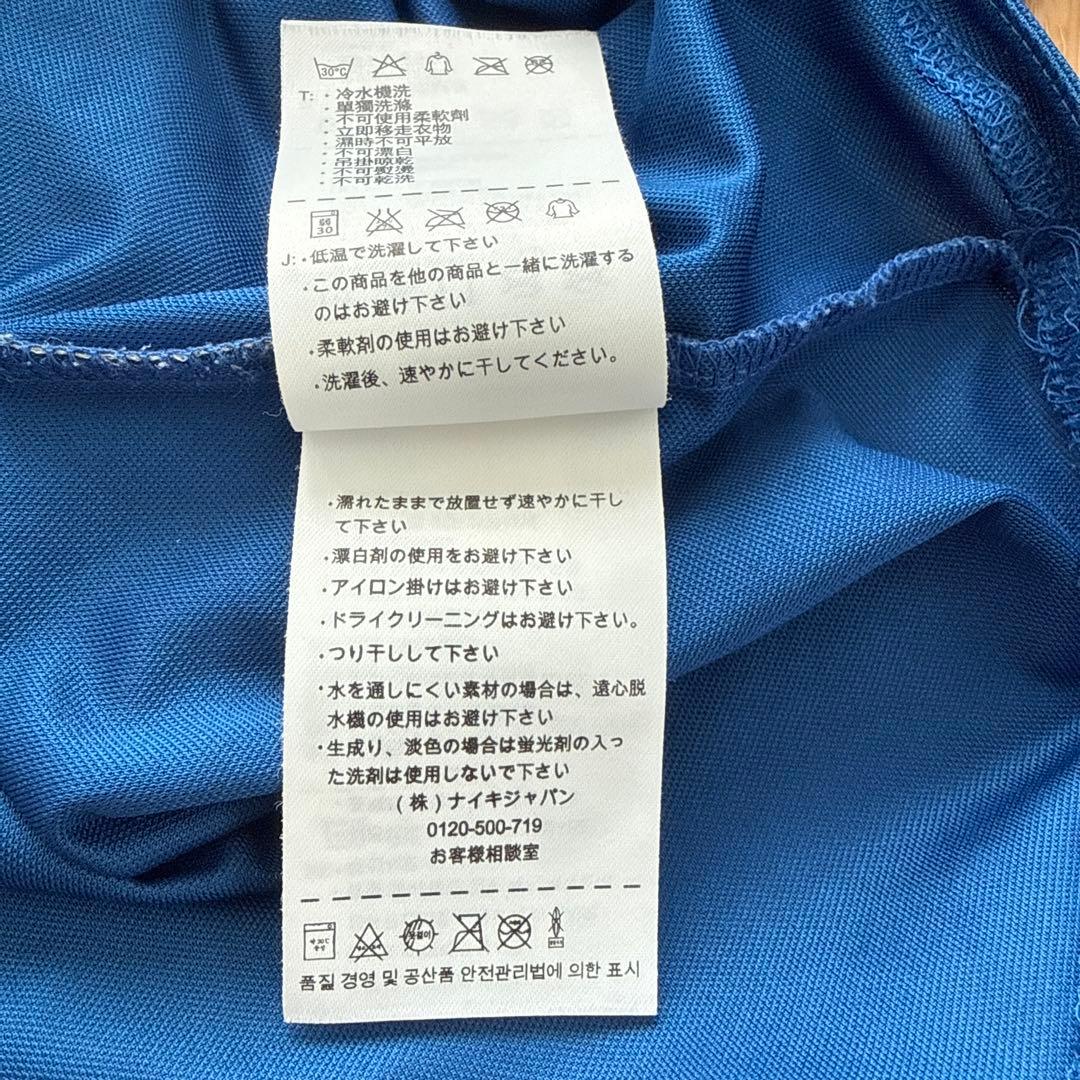 30°C
T: ・冷水機洗
・單獨洗滌
・不可使用柔軟劑
・立即移走衣物
・濕時不可平放
・不可漂白
・吊掛晾乾
・不可熨燙
・不可乾洗
弱
30
J: ・低温で洗濯して下さい
・この商品を他の商品と一緒に洗濯する
のはお避け下さい
・柔軟剤の使用はお避け下さい
・洗濯後、速やかに干してください。
・濡れたままで放置せず速やかに干し
て下さい
・漂白剤の使用をお避け下さい
・アイロン掛けはお避け下さい
・ドライクリーニングはお避け下さい。
・つり干しして下さい
・水を通しにくい素材の場合は、遠心脱
水機の使用はお避け下さい
・生成り、淡色の場合は蛍光剤の入っ
た洗剤は使用しないで下さい
(株)ナイキジャパン
0120-500-719
お客様相談室
약30℃
중성
옷걸이
품질 경영 및 공산품 안전관리법에 의한 표시